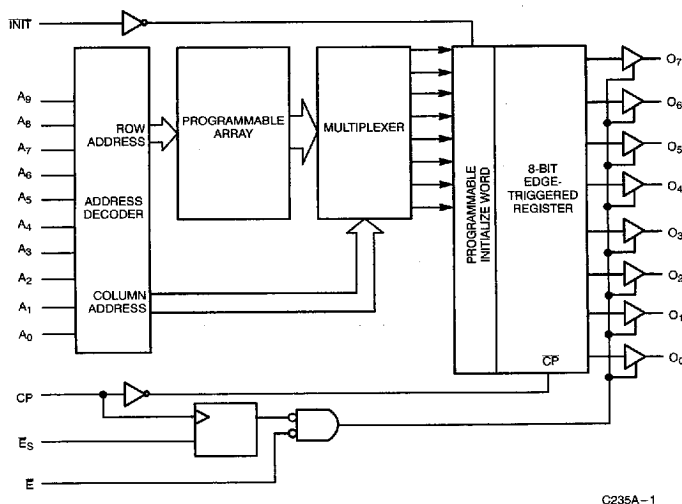 INIT
A9
A8
A7
A6
A5
A4
A3
A2
A1
A0
ROW
ADDRESS
ADDRESS
DECODER
COLUMN
ADDRESS
PROGRAMMABLE
ARRAY
MULTIPLEXER
PROGRAMMABLE
INITIALIZE WORD
8-BIT
EDGE-
TRIGGERED
REGISTER
CP
O7
O6
O5
O4
O3
O2
O1
O0
CP
ES
E
C235A-1